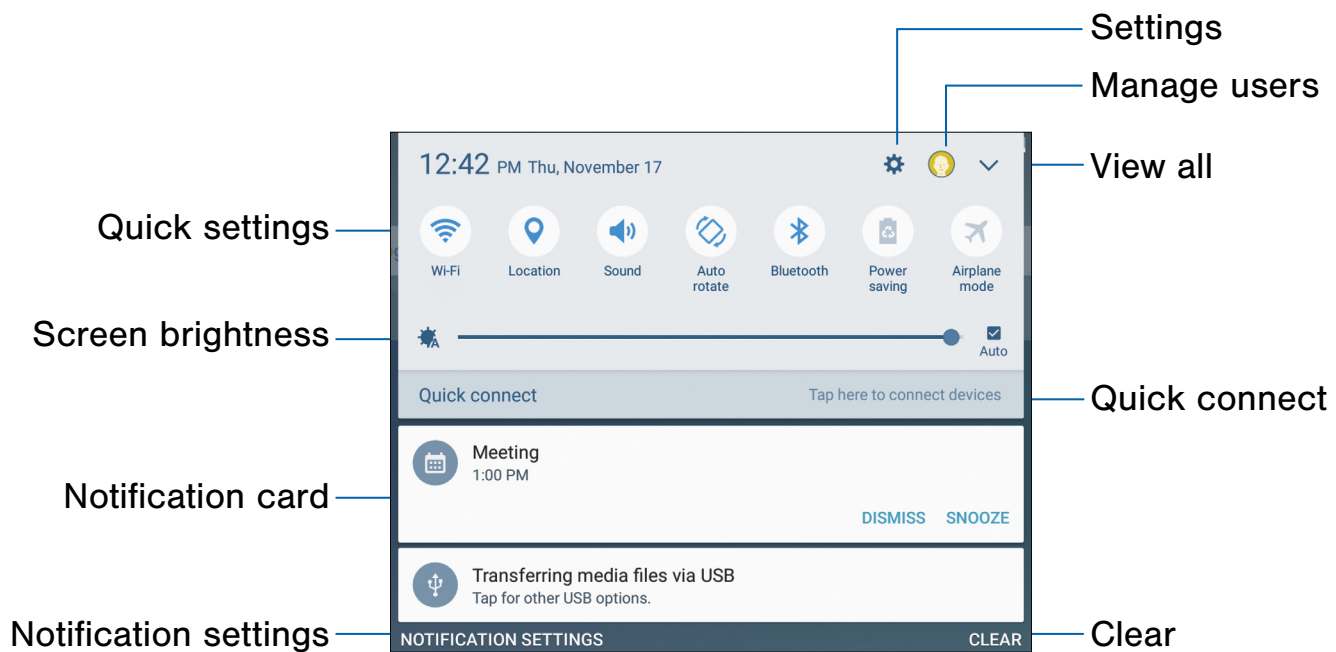 Settings
Manage users
View all
12:42 PM Thu, November 17
Quick settings
Wi-Fi
Location
Sound
Auto
rotate
Bluetooth
Power
saving
Airplane
mode
Screen brightness
A
Auto
Quick connect
Tap here to connect devices
Quick connect
Meeting
1:00 PM
Notification card
DISMISS
SNOOZE
Transferring media files via USB
Tap for other USB options.
Notification settings
NOTIFICATION SETTINGS
CLEAR
Clear